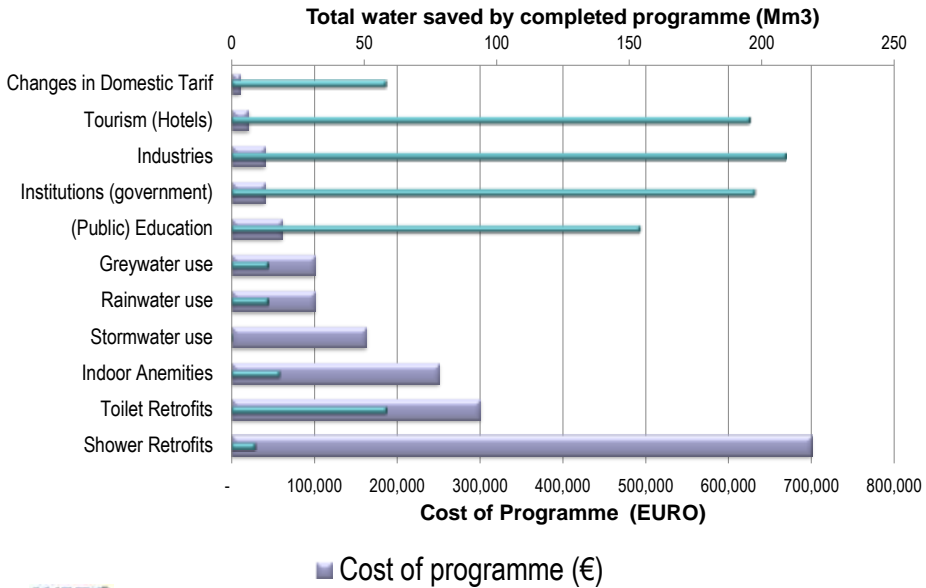 Total water saved by completed programme (Mm3)
0 50 100 150 200 250
Changes in Domestic Tarif
Tourism (Hotels)
Industries
Institutions (government)
(Public) Education
Greywater use
Rainwater use
Stormwater use
Indoor Anemities
Toilet Retrofits
Shower Retrofits
- 100,000 200,000 300,000 400,000 500,000 600,000 700,000 800,000
Cost of Programme (EURO)
Cost of programme (€)